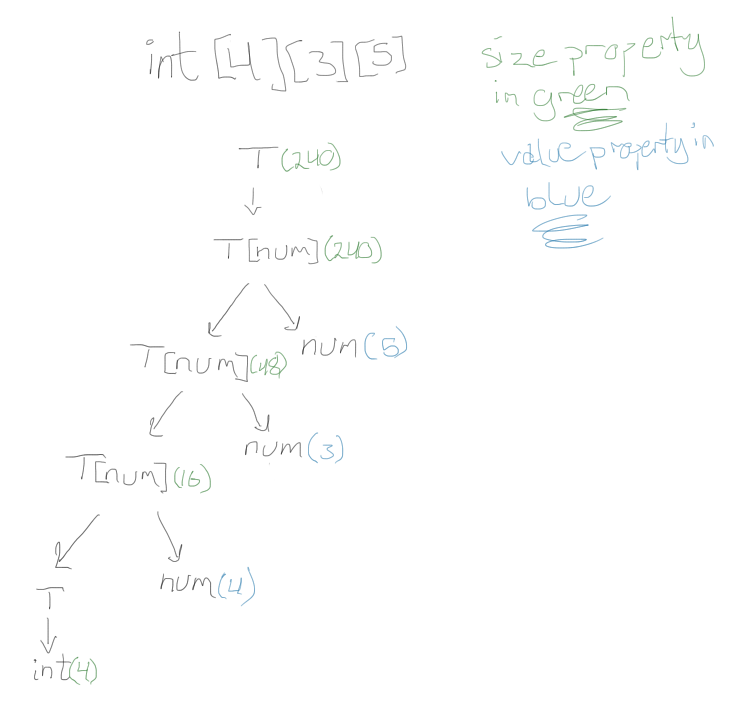 int [4][3][5]
size property
in green
value property in
blue
T (240)
T[num] (240)
T[num] (48)
num (5)
T[num] (16)
num (3)
T
num (4)
int (4)